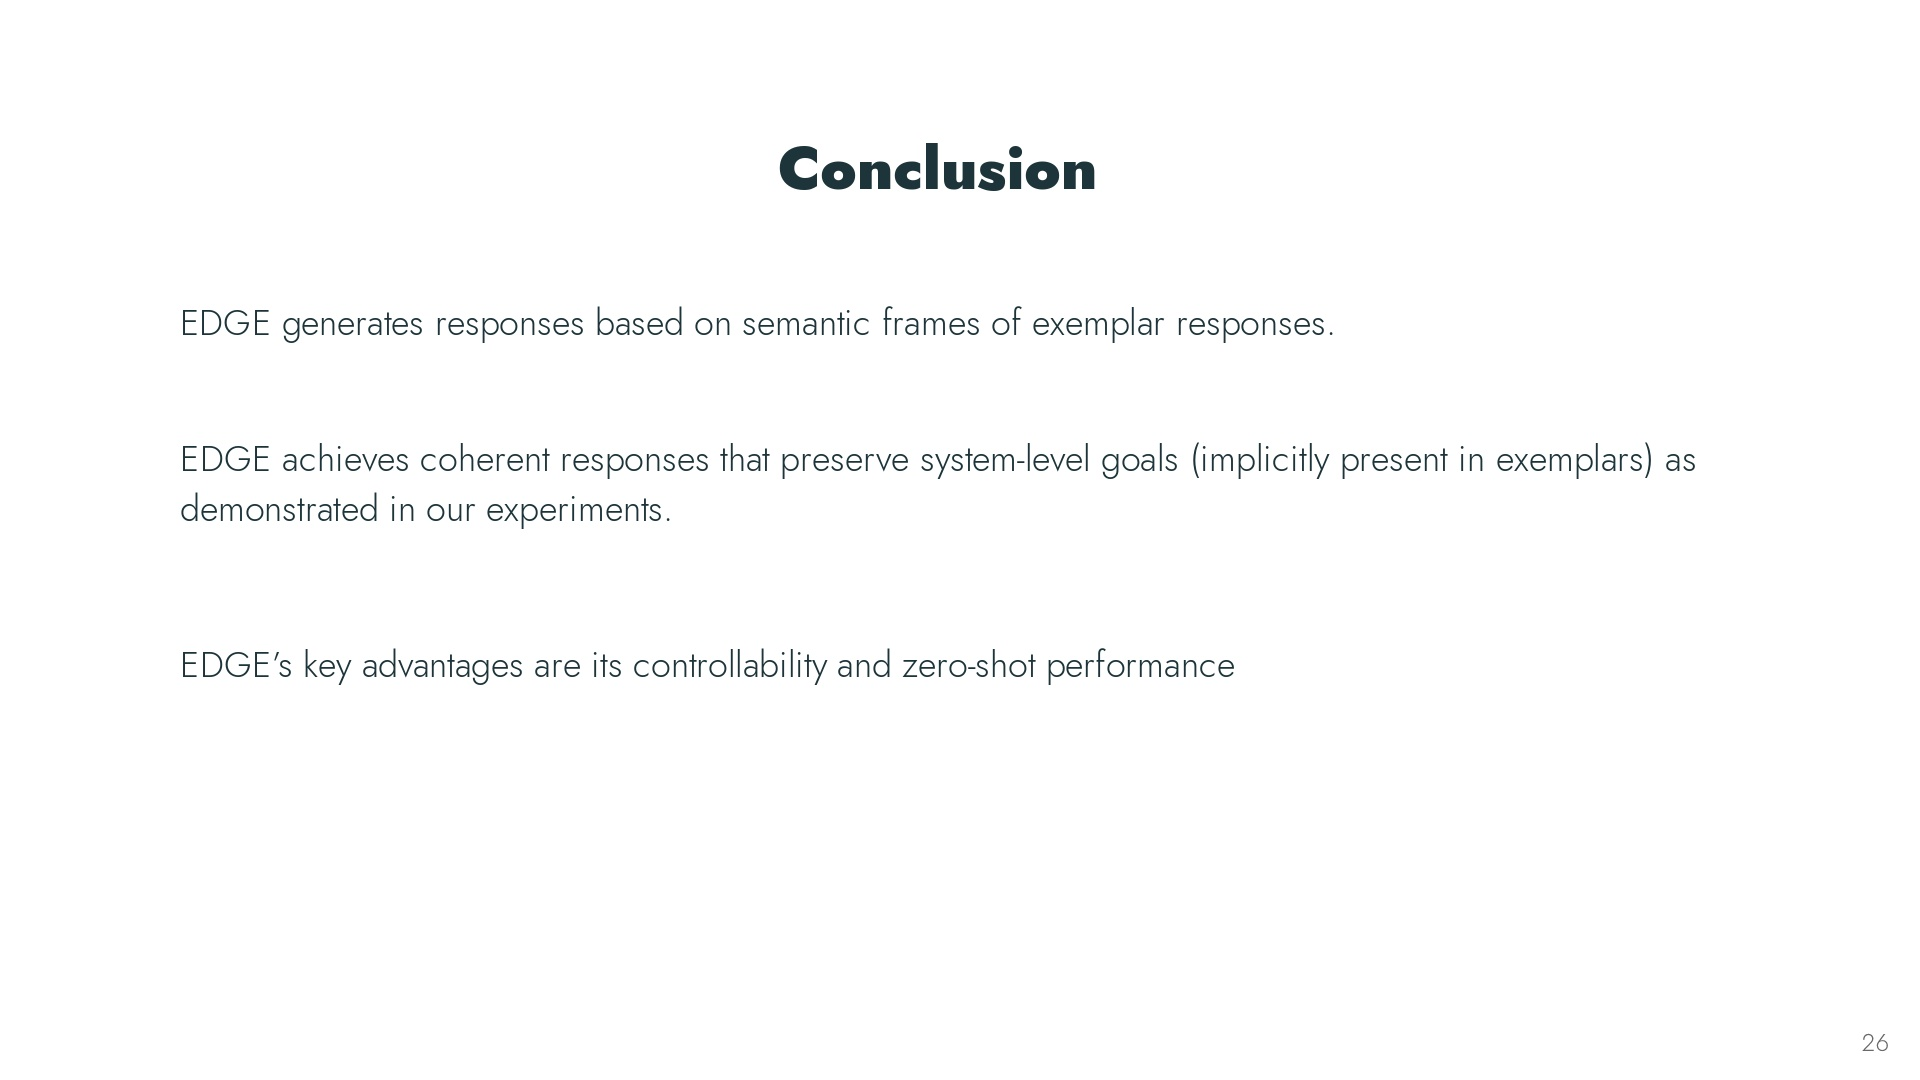 Conclusion
EDGE generates responses based on semantic frames of exemplar responses.
EDGE achieves coherent responses that preserve system-level goals (implicitly present in exemplars) as
demonstrated in our experiments.
EDGE’s key advantages are its controllability and zero-shot performance
26